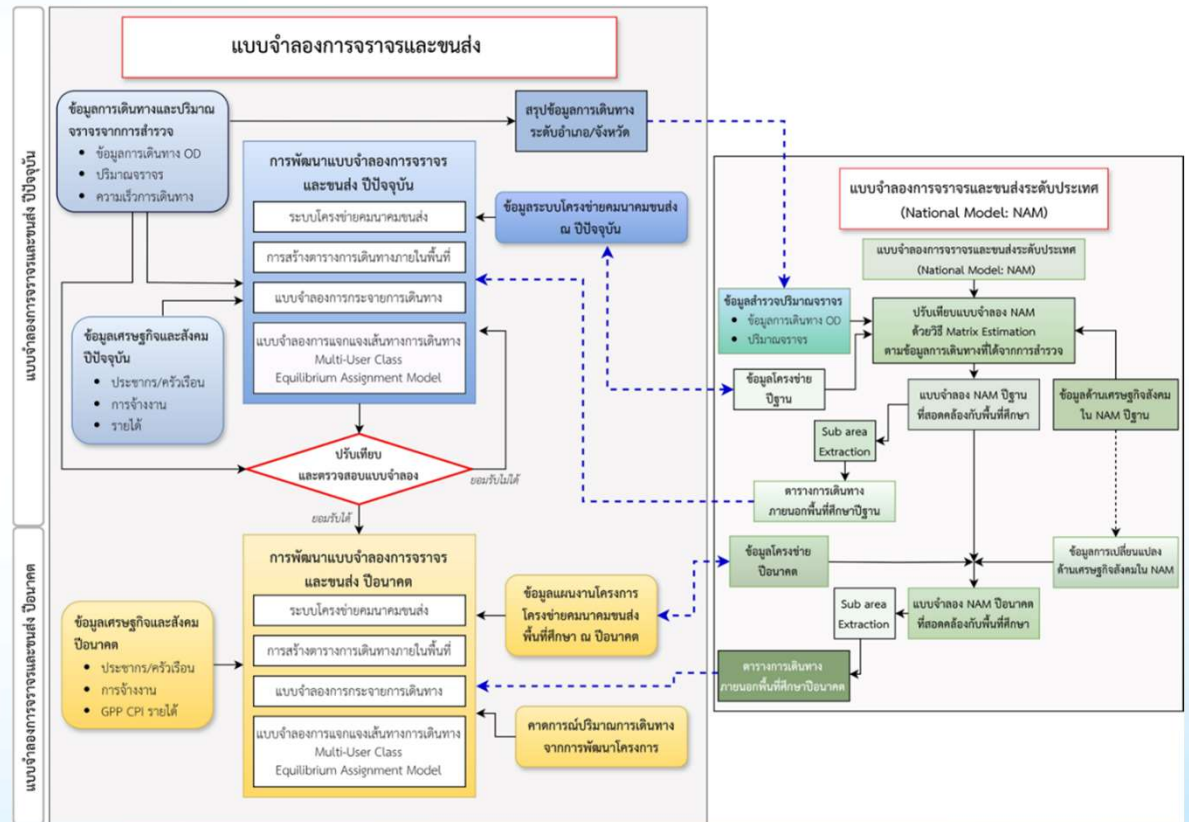 แบบจำลองการจราจรและขนส่ง
แบบจำลองการจราจรและขนส่ง ปีปัจจุบัน
ข้อมูลการเดินทางและปริมาณ
จราจรจากการสำรวจ
• ข้อมูลการเดินทาง OD
• ปริมาณจราจร
• ความเร็วการเดินทาง
สรุปข้อมูลการเดินทาง
ระดับอำเภอ/จังหวัด
การพัฒนาแบบจำลองการจราจร
และขนส่ง ปีปัจจุบัน
ระบบโครงข่ายคมนาคมขนส่ง
การสร้างตารางการเดินทางภายในพื้นที่
แบบจำลองการกระจายการเดินทาง
แบบจำลองการแจกแจงเส้นทางการเดินทาง
Multi-User Class
Equilibrium Assignment Model
ข้อมูลระบบโครงข่ายคมนาคมขนส่ง
ณ ปีปัจจุบัน
ข้อมูลเศรษฐกิจและสังคม
ปีปัจจุบัน
• ประชากร/ครัวเรือน
• การจ้างงาน
• รายได้
ปรับเทียบ
และตรวจสอบแบบจำลอง
ยอมรับไม่ได้
ยอมรับได้
แบบจำลองการจราจรและขนส่ง ปีอนาคต
การพัฒนาแบบจำลองการจราจร
และขนส่ง ปีอนาคต
ระบบโครงข่ายคมนาคมขนส่ง
การสร้างตารางการเดินทางภายในพื้นที่
แบบจำลองการกระจายการเดินทาง
แบบจำลองการแจกแจงเส้นทางการเดินทาง
Multi-User Class
Equilibrium Assignment Model
ข้อมูลเศรษฐกิจและสังคม
ปีอนาคต
• ประชากร/ครัวเรือน
• การจ้างงาน
• GPP CPI รายได้
ข้อมูลแผนงานโครงการ
โครงข่ายคมนาคมขนส่ง
พื้นที่ศึกษา ณ ปีอนาคต
คาดการณ์ปริมาณการเดินทาง
จากการพัฒนาโครงการ
แบบจำลองการจราจรและขนส่งระดับประเทศ
(National Model: NAM)
แบบจำลองการจราจรและขนส่งระดับประเทศ
(National Model: NAM)
ข้อมูลสำรวจปริมาณจราจร
• ข้อมูลการเดินทาง OD
• ปริมาณจราจร
ปรับเทียบแบบจำลอง NAM
ด้วยวิธี Matrix Estimation
ตามข้อมูลการเดินทางที่ได้จากการสำรวจ
ข้อมูลโครงข่าย
ปีฐาน
แบบจำลอง NAM ปีฐาน
ที่สอดคล้องกับพื้นที่ศึกษา
ข้อมูลด้านเศรษฐกิจสังคม
ใน NAM ปีฐาน
Sub area
Extraction
ตารางการเดินทาง
ภายนอกพื้นที่ศึกษาปีฐาน
ข้อมูลโครงข่าย
ปีอนาคต
ข้อมูลการเปลี่ยนแปลง
ด้านเศรษฐกิจสังคมใน NAM
Sub area
Extraction
แบบจำลอง NAM ปีอนาคต
ที่สอดคล้องกับพื้นที่ศึกษา
ตารางการเดินทาง
ภายนอกพื้นที่ศึกษาปีอนาคต